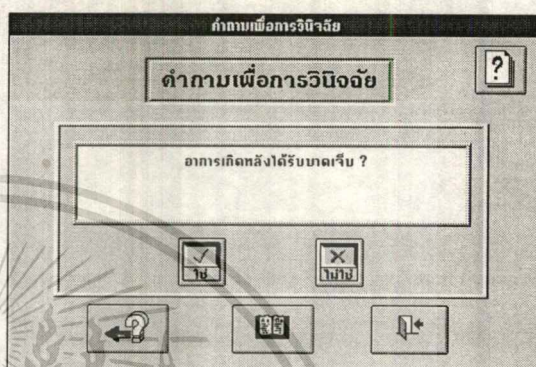 คำถามเพื่อการวินิจฉัย
คำถามเพื่อการวินิจฉัย
?
อาการเกิดหลังได้รับบาดเจ็บ ?
ใช่
ไม่ใช่
?